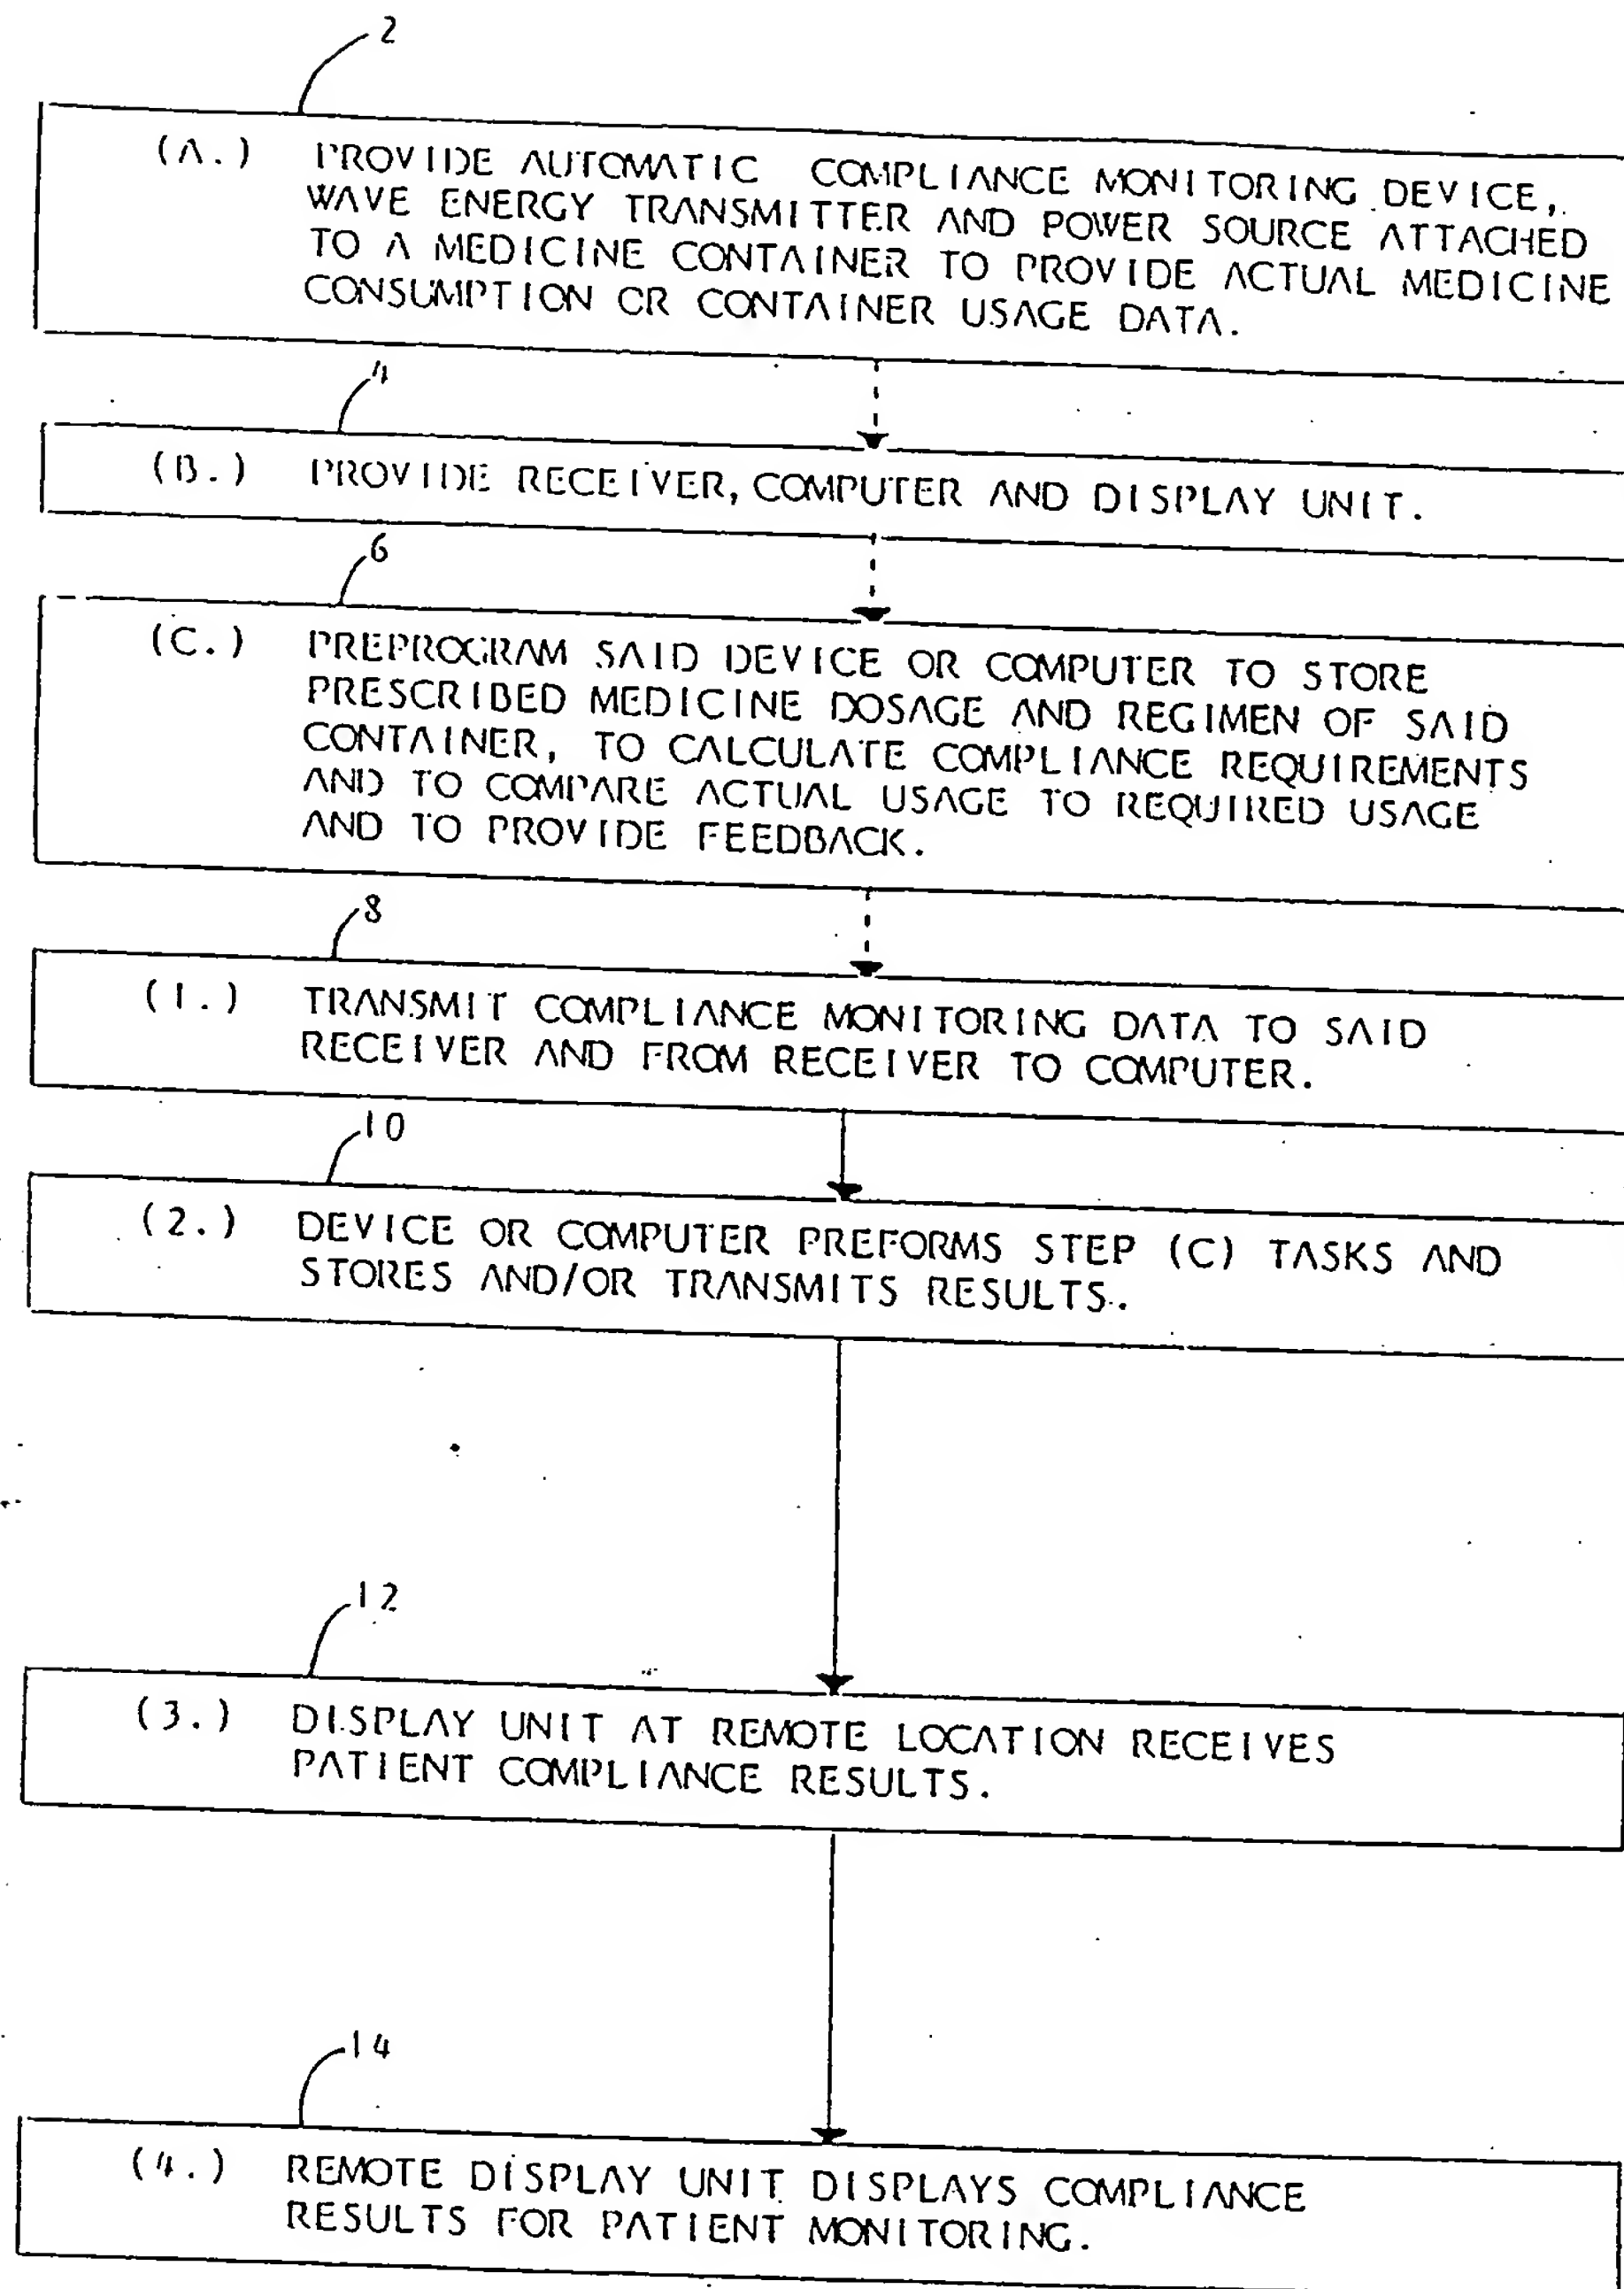 2
(A.) PROVIDE AUTOMATIC COMPLIANCE MONITORING DEVICE,
WAVE ENERGY TRANSMITTER AND POWER SOURCE ATTACHED
TO A MEDICINE CONTAINER TO PROVIDE ACTUAL MEDICINE
CONSUMPTION OR CONTAINER USAGE DATA.
4
(B.) PROVIDE RECEIVER, COMPUTER AND DISPLAY UNIT.
6
(C.) PREPROGRAM SAID DEVICE OR COMPUTER TO STORE
PRESCRIBED MEDICINE DOSAGE AND REGIMEN OF SAID
CONTAINER, TO CALCULATE COMPLIANCE REQUIREMENTS
AND TO COMPARE ACTUAL USAGE TO REQUIRED USAGE
AND TO PROVIDE FEEDBACK.
8
(1.) TRANSMIT COMPLIANCE MONITORING DATA TO SAID
RECEIVER AND FROM RECEIVER TO COMPUTER.
10
(2.) DEVICE OR COMPUTER PREFORMS STEP (C) TASKS AND
STORES AND/OR TRANSMITS RESULTS.
12
(3.) DISPLAY UNIT AT REMOTE LOCATION RECEIVES
PATIENT COMPLIANCE RESULTS.
14
(4.) REMOTE DISPLAY UNIT DISPLAYS COMPLIANCE
RESULTS FOR PATIENT MONITORING.